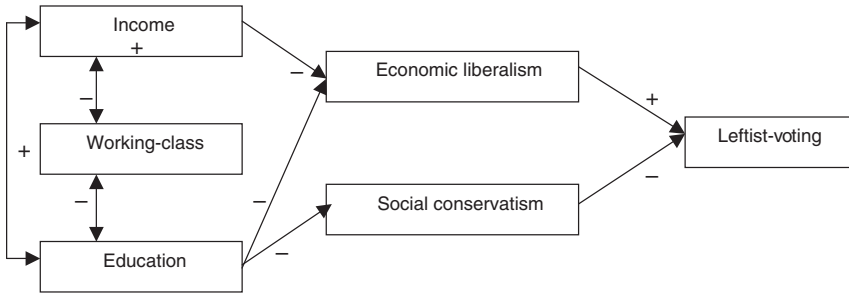 Income
+
−
Economic liberalism
−
+
Working-class
+
Leftist-voting
−
−
Social conservatism
−
−
Education